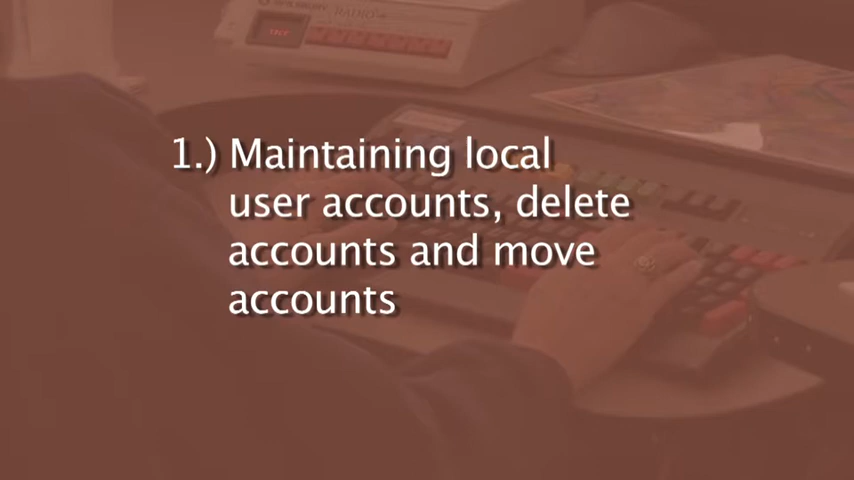 1.) Maintaining local
user accounts, delete
accounts and move
accounts